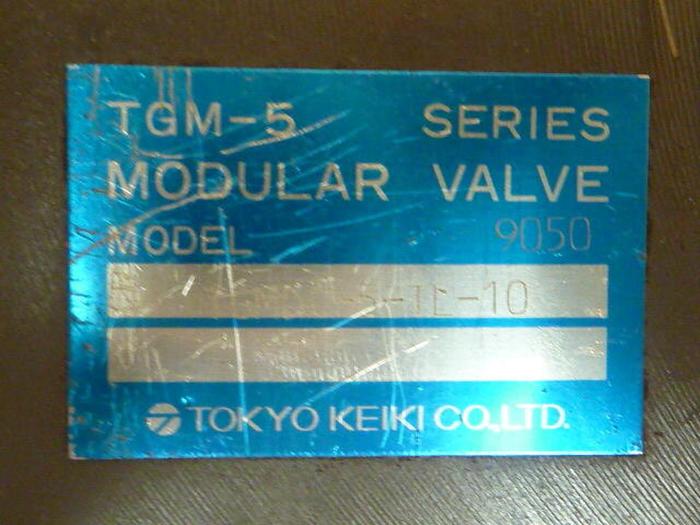 TGM-5 SERIES
MODULAR VALVE
MODEL 9050
TOKYO KEIKI CO.,LTD.